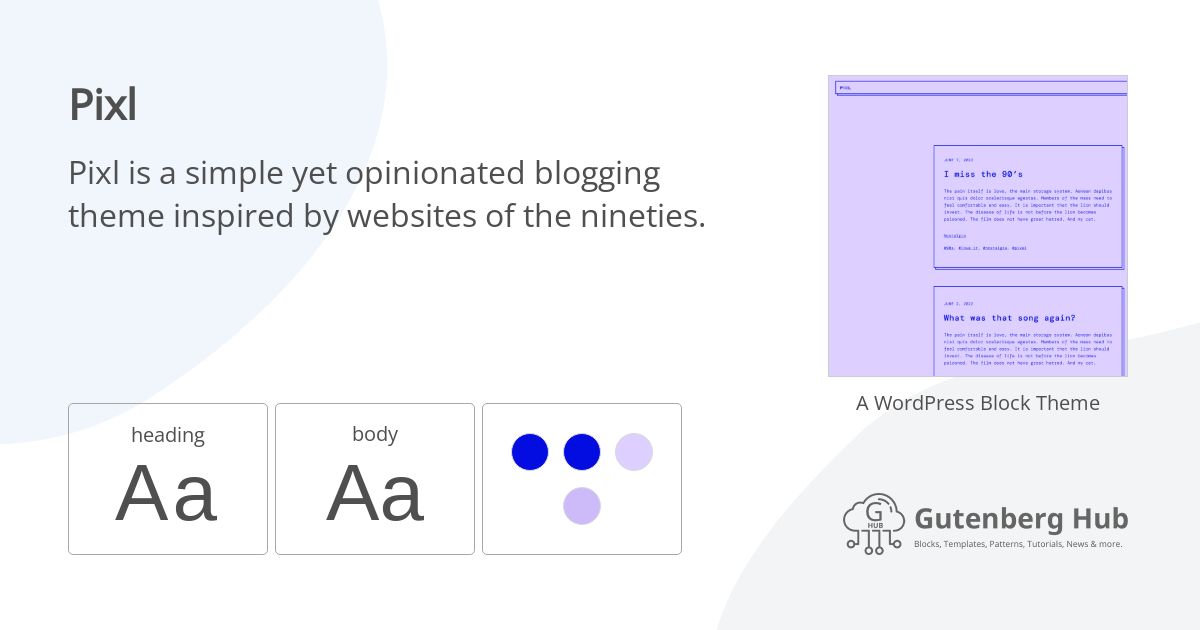 Pixl
Pixl is a simple yet opinionated blogging
theme inspired by websites of the nineties.
heading
Aa
body
Aa
PIXL
JUNE 7, 2022
I miss the 90's
The pain itself is love, the main storage system. Aenean dapibus
nisl quis dolor scelerisque egestas. Members of the mass need to
feel comfortable and easy. It is important that the lion should
invest. The disease of life is not before the lion becomes
poisoned. The film does not have great hatred. And my cat.
Nostalgia
#90s, #love it, #nostalgia, #pixel
JUNE 2, 2022
What was that song again?
The pain itself is love, the main storage system. Aenean dapibus
nisl quis dolor scelerisque egestas. Members of the mass need to
feel comfortable and easy. It is important that the lion should
invest. The disease of life is not before the lion becomes
poisoned. The film does not have great hatred. And my cat.
A WordPress Block Theme
G
HUB
Gutenberg Hub
Blocks, Templates, Patterns, Tutorials, News & more.